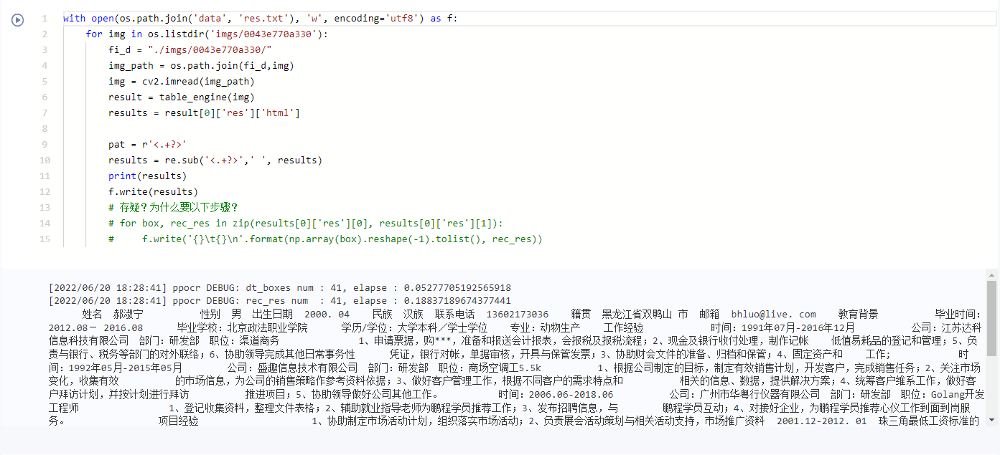 1 with open(os.path.join('data', 'res.txt'), 'w', encoding='utf8') as f:
2 for img in os.listdir('imgs/0043e770a330'):
3 fi_d = "./imgs/0043e770a330/"
4 img_path = os.path.join(fi_d,img)
5 img = cv2.imread(img_path)
6 result = table_engine(img)
7 results = result[0]['res']['html']
8
9 pat = r'<.+?>'
10 results = re.sub('<.+?>',' ', results)
11 print(results)
12 f.write(results)
13 # 存疑？为什么要以下步骤？
14 # for box, rec_res in zip(results[0]['res'][0], results[0]['res'][1]):
15 # f.write('{}\t{}\n'.format(np.array(box).reshape(-1).tolist(), rec_res))
[2022/06/20 18:28:41] ppocr DEBUG: dt_boxes num : 41, elapse : 0.05277705192565918
[2022/06/20 18:28:41] ppocr DEBUG: rec_res num  : 41, elapse : 0.18837189674377441
姓名 郝淑宁 性别 男 出生日期 2000. 04 民族 汉族 联系电话 13602173036 籍贯 黑龙江省双鸭山 市 邮箱 bhluo@live. com 教育背景 毕业时间：
2012.08－ 2016.08 毕业学校：北京政法职业学院 学历/学位：大学本科／学士学位 专业：动物生产 工作经验 时间：1991年07月-2016年12月 公司：江苏达科
信息科技有限公司 部门：研发部 职位：渠道商务 1、申请票据，购***，准备和报送会计报表，会报税及报税流程；2、现金及银行收付处理，制作记帐 低值易耗品的登记和管理；5、负
责与银行、税务等部门的对外联络；6、协助领导完成其他日常事务性 凭证，银行对帐，单据审核，开具与保管发票；3、协助财会文件的准备、归档和保管；4、固定资产和 工作; 时
间：1992年05月-2015年05月 公司：盛趣信息技术有限公司 部门：研发部 职位：商场空调工5.5k 1、根据公司制定的目标，制定有效销售计划，开发客户，完成销售任务；2、关注市场
变化，收集有效 的市场信息，为公司的销售策略作参考资料依据；3、做好客户管理工作，根据不同客户的需求特点和 相关的信息、数据，提供解决方案；4、统筹客户维系工作，做好客
户拜访计划，并按计划进行拜访 推进项目；5、协助领导做好公司其他工作。 时间：2006.06-2018.06 公司：广州市华粤行仪器有限公司 部门：研发部 职位：Golang开发
工程师 1、登记收集资料，整理文件表格；2、辅助就业指导老师为鹏程学员推荐工作；3、发布招聘信息，与 鹏程学员互动；4、对接好企业，为鹏程学员推荐心仪工作到面到岗服
务。 项目经验 1、协助制定市场活动计划，组织落实市场活动；2、负责展会活动策划与相关活动支持，市场推广资料 2001.12-2012. 01 珠三角最低工资标准的